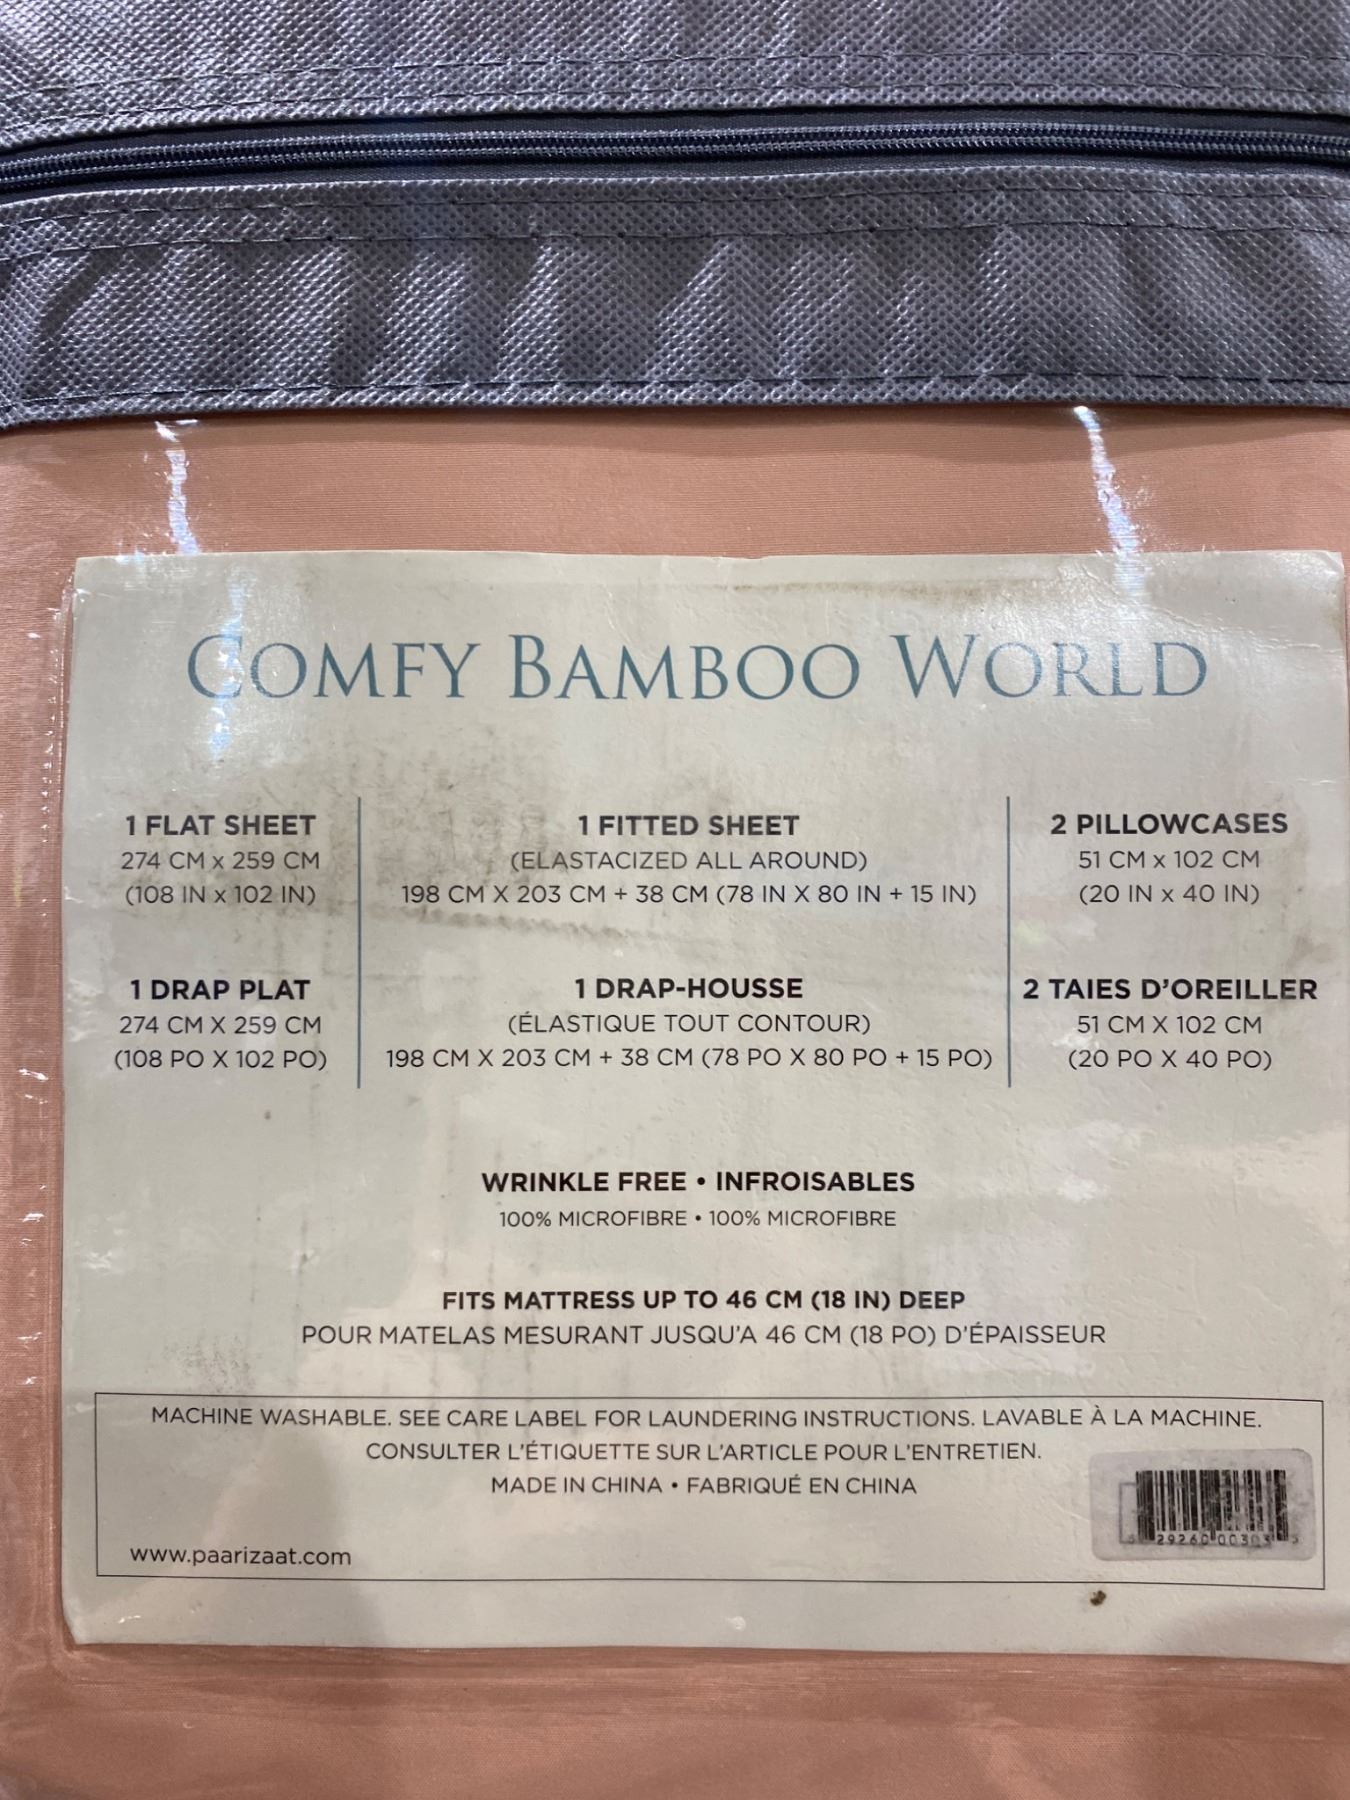 COMFY BAMBOO WORLD
1 FLAT SHEET
274 CM x 259 CM
(108 IN x 102 IN)
1 FITTED SHEET
(ELASTACIZED ALL AROUND)
198 CM X 203 CM + 38 CM (78 IN X 80 IN + 15 IN)
2 PILLOWCASES
51 CM x 102 CM
(20 IN x 40 IN)
1 DRAP PLAT
274 CM X 259 CM
(108 PO X 102 PO)
1 DRAP-HOUSSE
(ÉLASTIQUE TOUT CONTOUR)
198 CM X 203 CM + 38 CM (78 PO X 80 PO + 15 PO)
2 TAIES D'OREILLER
51 CM X 102 CM
(20 PO X 40 PO)
WRINKLE FREE • INFROISABLES
100% MICROFIBRE • 100% MICROFIBRE
FITS MATTRESS UP TO 46 CM (18 IN) DEEP
POUR MATELAS MESURANT JUSQU'A 46 CM (18 PO) D'ÉPAISSEUR
MACHINE WASHABLE. SEE CARE LABEL FOR LAUNDERING INSTRUCTIONS. LAVABLE À LA MACHINE.
CONSULTER L'ÉTIQUETTE SUR L'ARTICLE POUR L'ENTRETIEN.
MADE IN CHINA • FABRIQUÉ EN CHINA
www.paarizaat.com